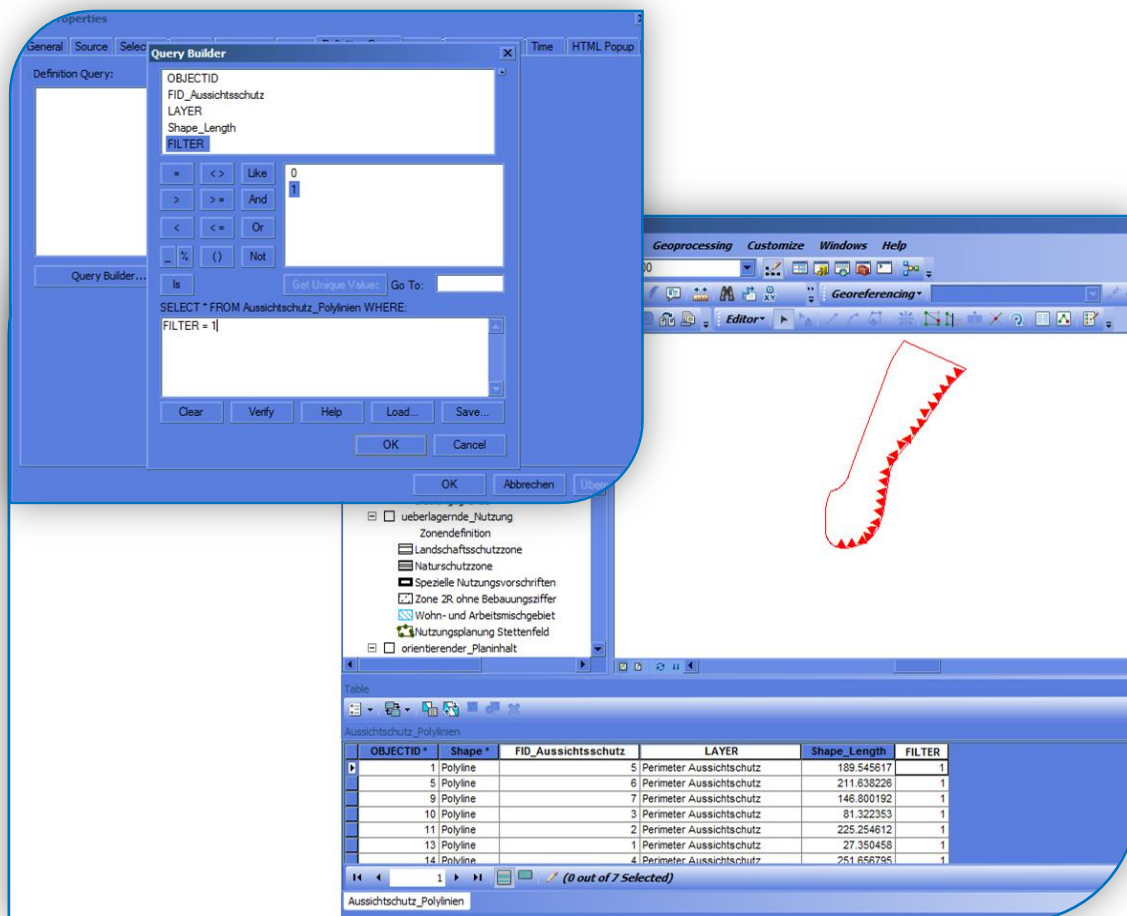 Properties
General Source Selec Time HTML Popup
Definition Query:
Query Builder...
Query Builder
OBJECTID
FID_Aussichtsschutz
LAYER
Shape_Length
FILTER
= <> Like
> > = And
< < = Or
_ % () Not
Is
0
1
Get Unique Values Go To:
SELECT * FROM Aussichtschutz_Polylinien WHERE:
FILTER = 1
Clear Verify Help Load... Save...
OK Cancel
OK Abbrechen
Geoprocessing Customize Windows Help
Georeferencing
Editor
ueberlagernde_Nutzung
Zonendefinition
Landschaftsschutzzone
Naturschutzzone
Spezielle Nutzungsvorschriften
Zone 2R ohne Bebauungsziffer
Wohn- und Arbeitsmischgebiet
Nutzungsplanung Stettenfeld
orientierender_Planinhalt
Table
Aussichtschutz_Polylinien
OBJECTID * Shape * FID_Aussichtsschutz LAYER Shape_Length FILTER
1 Polyline 5 Perimeter Aussichtschutz 189.545617 1
5 Polyline 6 Perimeter Aussichtschutz 211.638226 1
9 Polyline 7 Perimeter Aussichtschutz 146.800192 1
10 Polyline 3 Perimeter Aussichtschutz 81.322353 1
11 Polyline 2 Perimeter Aussichtschutz 225.254612 1
13 Polyline 1 Perimeter Aussichtschutz 27.350458 1
14 Polyline 4 Perimeter Aussichtschutz 251.656795 1
1 (0 out of 7 Selected)
Aussichtschutz_Polylinien